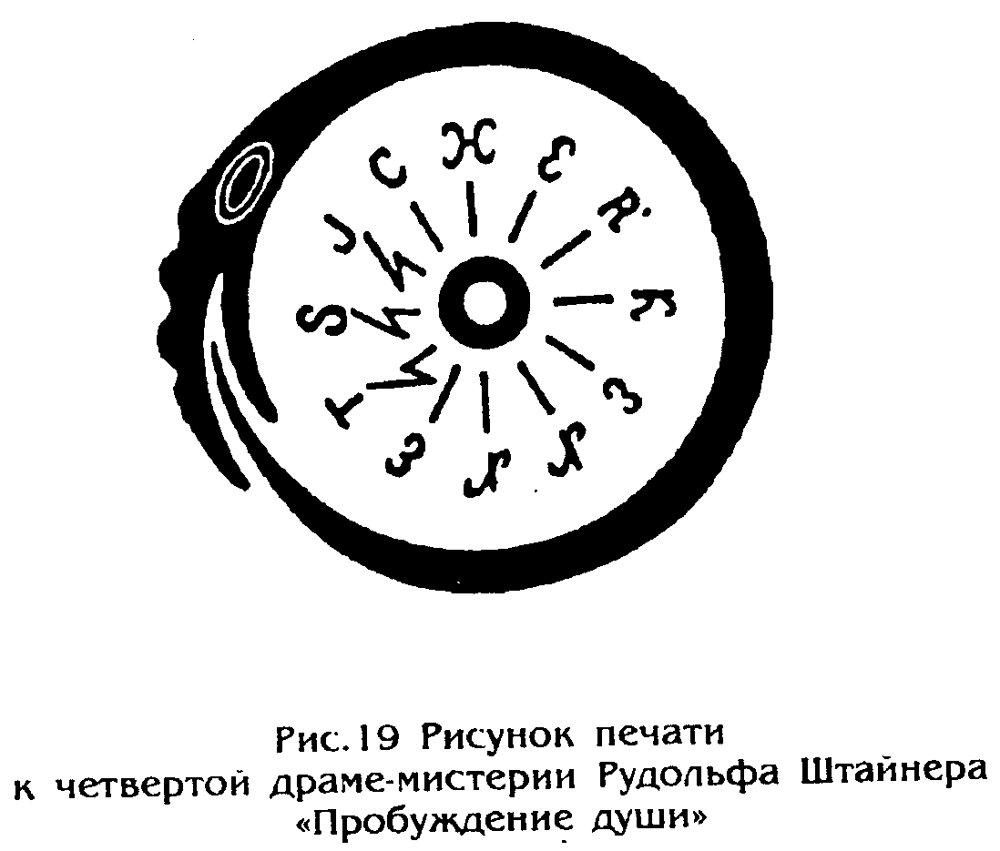 S J C H E R K E N N E T
Рис.19 Рисунок печати
к четвертой драме-мистерии Рудольфа Штайнера
«Пробуждение души»